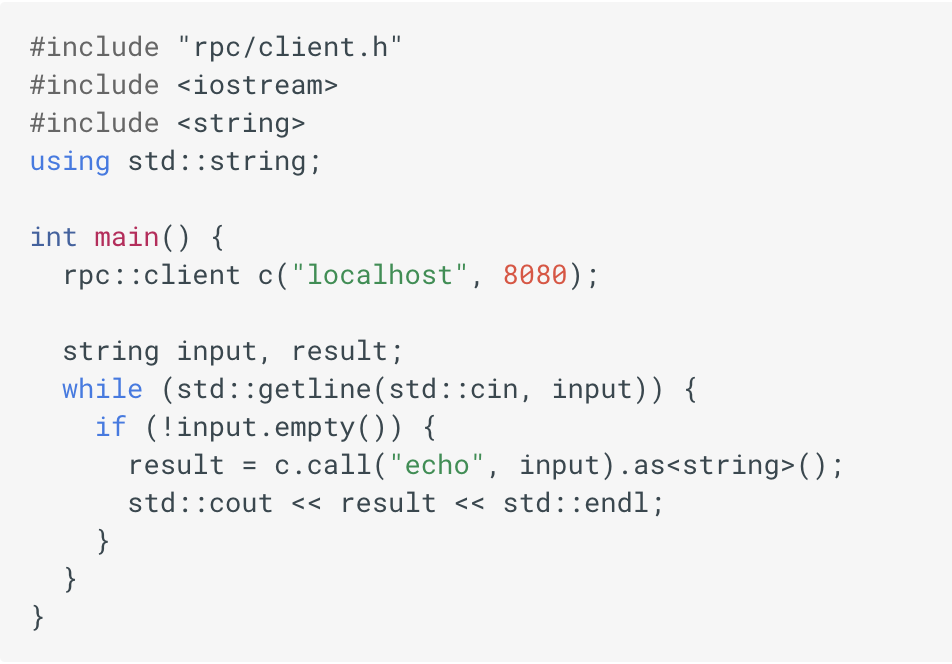 #include "rpc/client.h"
#include <iostream>
#include <string>
using std::string;
int main() {
  rpc::client c("localhost", 8080);
  string input, result;
  while (std::getline(std::cin, input)) {
    if (!input.empty()) {
      result = c.call("echo", input).as<string>();
      std::cout << result << std::endl;
    }
  }
}